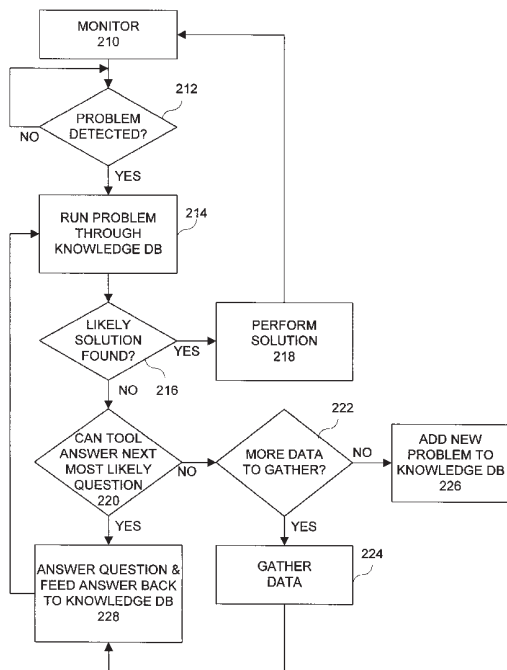 MONITOR
210
212
PROBLEM
DETECTED?
NO
YES
RUN PROBLEM
THROUGH
KNOWLEDGE DB
214
LIKELY
SOLUTION
FOUND?
YES
216
NO
PERFORM
SOLUTION
218
CAN TOOL
ANSWER NEXT
MOST LIKELY
QUESTION
220
NO
YES
222
MORE DATA
TO GATHER?
NO
YES
ADD NEW
PROBLEM TO
KNOWLEDGE DB
226
ANSWER QUESTION &
FEED ANSWER BACK
TO KNOWLEDGE DB
228
GATHER
DATA
224